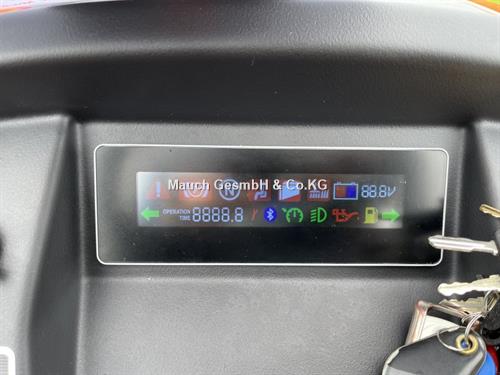 Mauch GesmbH & Co.KG
N 88.8V
OPERATION
TIME 8888.8